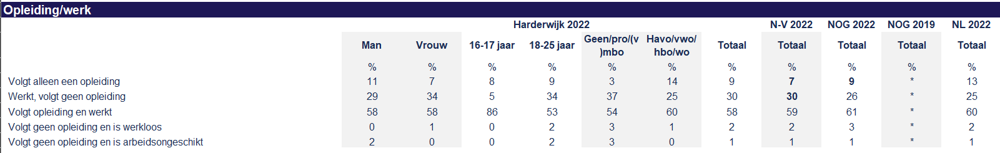 Opleiding/werk
Harderwijk 2022 N-V 2022 NOG 2022 NOG 2019 NL 2022
Man Vrouw 16-17 jaar 18-25 jaar Geen/pro/(v )mbo Havo/vwo/ hbo/wo Totaal Totaal Totaal Totaal Totaal
% % % % % % % % % % %
Volgt alleen een opleiding 11 7 8 9 3 14 9 7 9 * 13
Werkt, volgt geen opleiding 29 34 5 34 37 25 30 30 26 * 25
Volgt opleiding en werkt 58 58 86 53 54 60 58 59 61 * 60
Volgt geen opleiding en is werkloos 0 1 0 2 3 1 2 2 3 * 2
Volgt geen opleiding en is arbeidsongeschikt 2 0 0 2 3 0 1 1 1 * 1